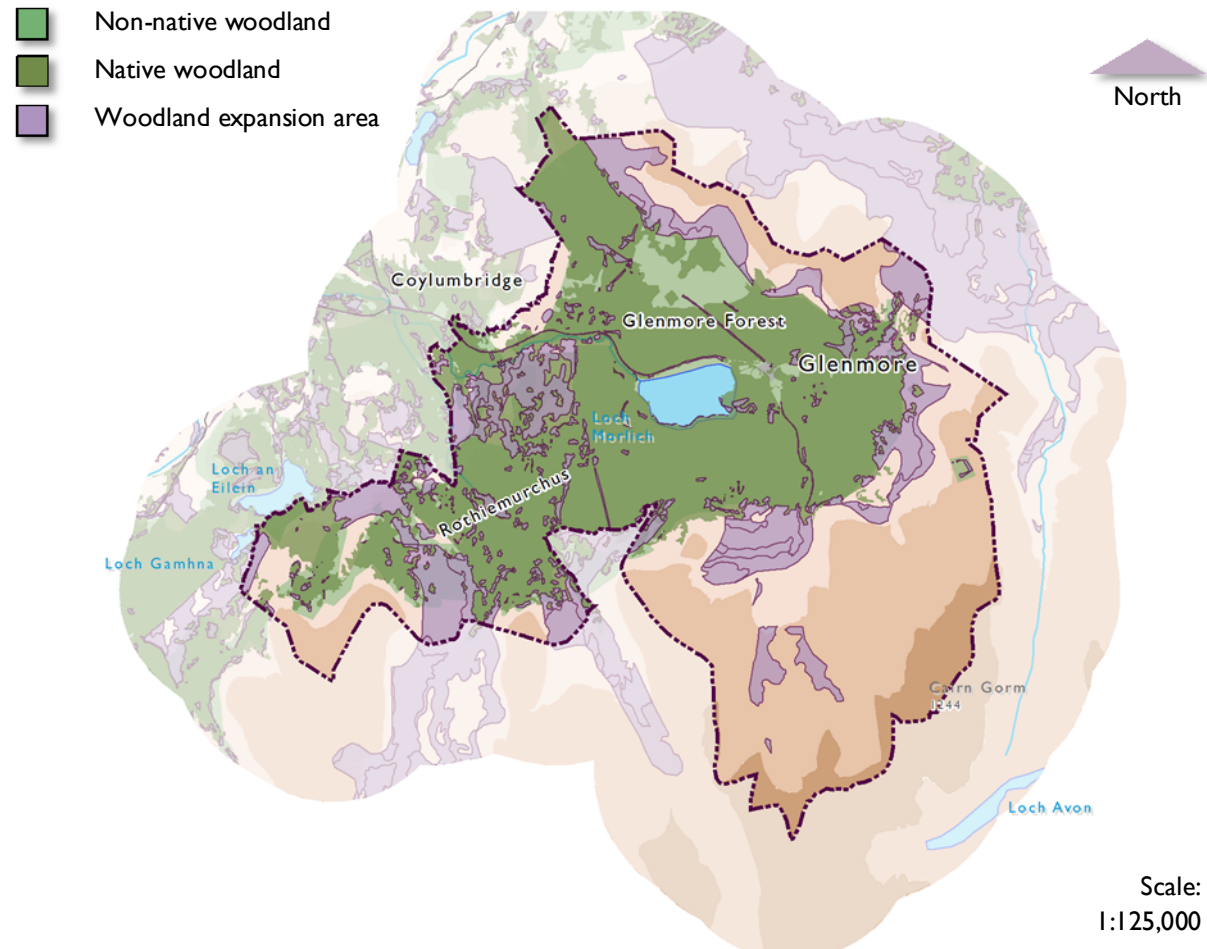 Non-native woodland
Native woodland
Woodland expansion area
North
Coylumbridge
Glenmore Forest
Glenmore
Loch
Morlich
Loch an
Eilein
Rothiemurchus
Loch Gamhna
Cairn Gorm
1244
Loch Avon
Scale:
1:125,000